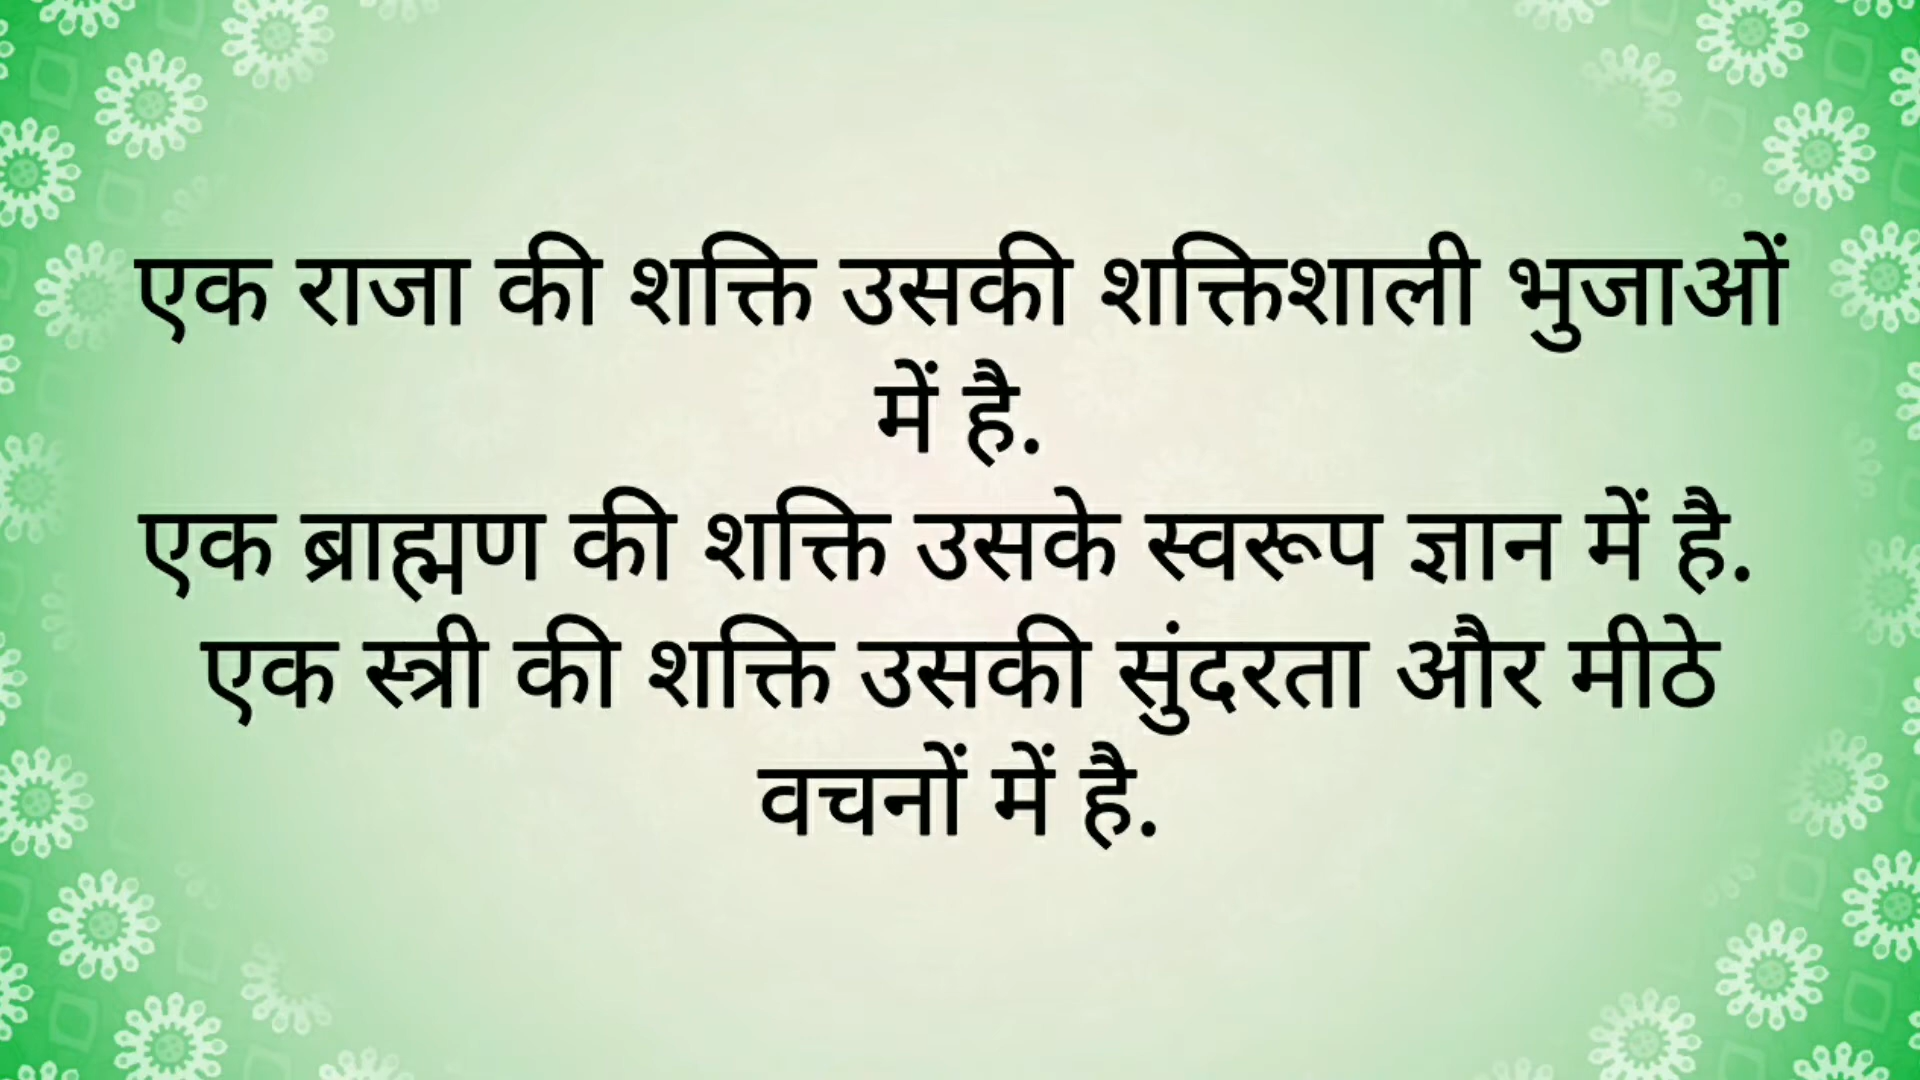 एक राजा की शक्ति उसकी शक्तिशाली भुजाओं
में है.
एक ब्राह्मण की शक्ति उसके स्वरूप ज्ञान में है.
एक स्त्री की शक्ति उसकी सुंदरता और मीठे
वचनों में है.